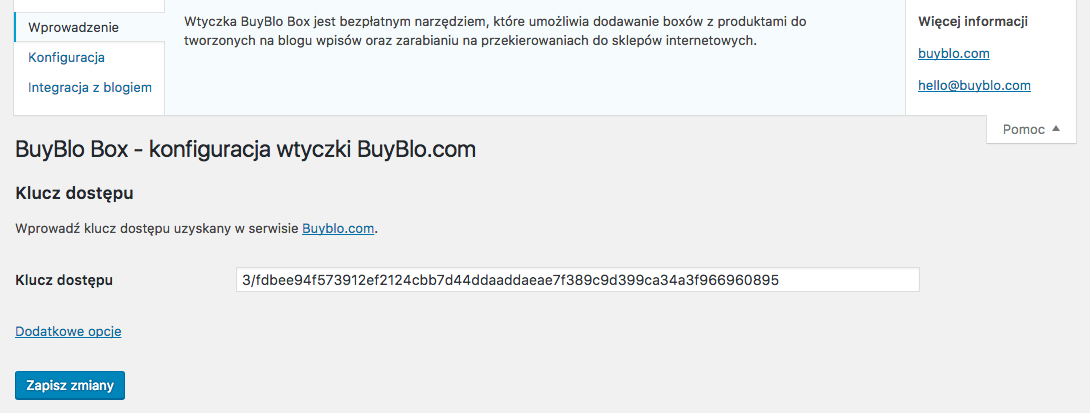 Wprowadzenie
Konfiguracja
Integracja z blogiem
Wtyczka BuyBlo Box jest bezpłatnym narzędziem, które umożliwia dodawanie boxów z produktami do
tworzonych na blogu wpisów oraz zarabianiu na przekierowaniach do sklepów internetowych.
Więcej informacji
buyblo.com
hello@buyblo.com
Pomoc
BuyBlo Box - konfiguracja wtyczki BuyBlo.com
Klucz dostępu
Wprowadź klucz dostępu uzyskany w serwisie Buyblo.com.
Klucz dostępu
3/fdbee94f573912ef2124cbb7d44ddaaddaeae7f389c9d399ca34a3f966960895
Dodatkowe opcje
Zapisz zmiany